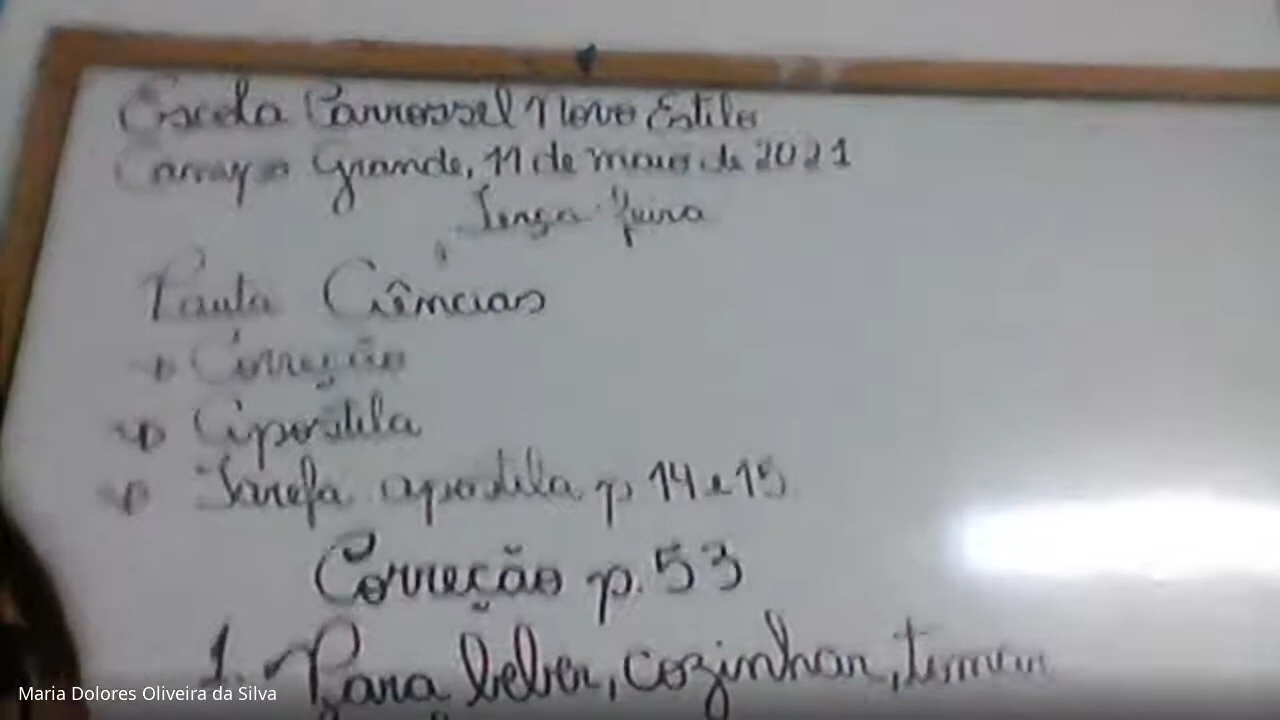 Escola Carrossel Novo Estilo
Campo Grande, 11 de maio de 2021
Terça-feira
Pauta Ciências
→ Correção
→ Apostila
→ Tarefa apostila p 14 e 15
Correção p. 53
1. Para beber, cozinhar, tomar
Maria Dolores Oliveira da Silva